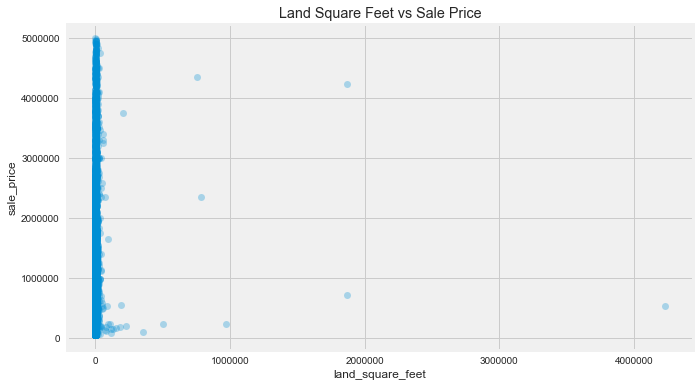 Land Square Feet vs Sale Price
5000000
4000000
3000000
2000000
1000000
0
sale_price
0 1000000 2000000 3000000 4000000
land_square_feet